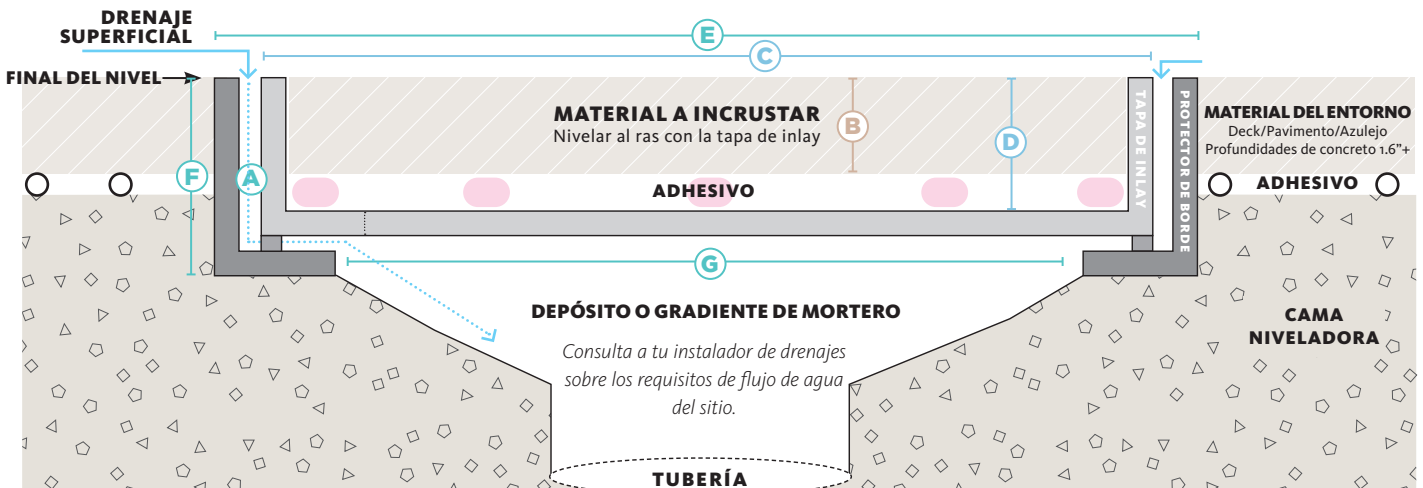 DRENAJE
SUPERFICIAL
E
C
FINAL DEL NIVEL
MATERIAL A INCRUSTAR
Nivelar al ras con la tapa de inlay
B
D
TAPA DE INLAY
PROTECTOR DE BORDE
MATERIAL DEL ENTORNO
Deck/Pavimento/Azulejo
Profundidades de concreto 1.6”+
F
A
ADHESIVO
ADHESIVO
G
DEPÓSITO O GRADIENTE DE MORTERO
Consulta a tu instalador de drenajes
sobre los requisitos de flujo de agua
del sitio.
CAMA
NIVELADORA
TUBERÍA